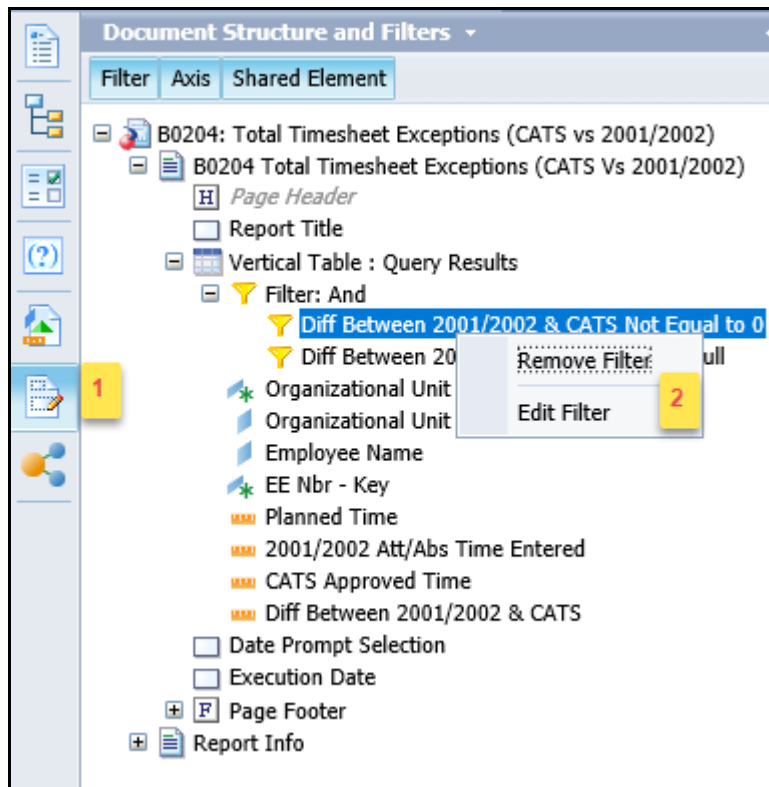 Document Structure and Filters
Filter Axis Shared Element
B0204: Total Timesheet Exceptions (CATS vs 2001/2002)
B0204 Total Timesheet Exceptions (CATS Vs 2001/2002)
H Page Header
Report Title
Vertical Table : Query Results
Filter: And
Diff Between 2001/2002 & CATS Not Equal to 0
Diff Between 20 ull
Remove Filter
Edit Filter
1
2
Organizational Unit
Organizational Unit
Employee Name
EE Nbr - Key
Planned Time
2001/2002 Att/Abs Time Entered
CATS Approved Time
Diff Between 2001/2002 & CATS
Date Prompt Selection
Execution Date
F Page Footer
Report Info
(?)